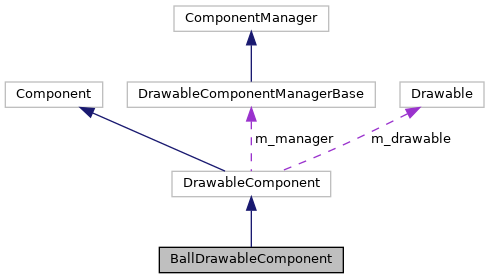 ComponentManager
Component
DrawableComponentManagerBase
Drawable
m_manager
m_drawable
DrawableComponent
BallDrawableComponent